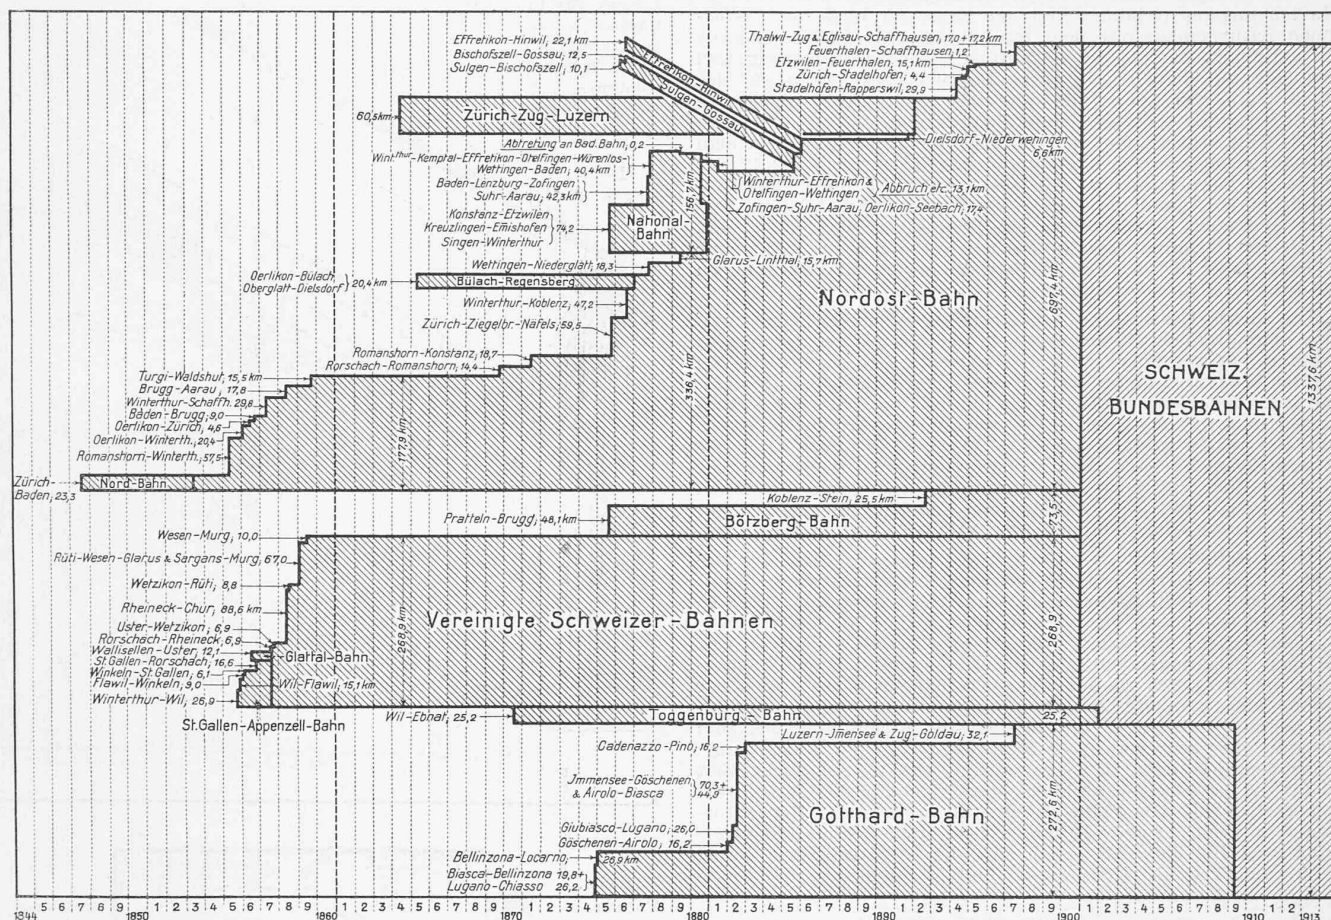 Effretikon-Hinwil, 22,1 km
Bischofszell-Gossau, 12,5
Sulgen-Bischofszell, 10,1
Effretikon-Hinwil
Sulgen-Gossau
Thalwil-Zug & Eglisau-Schaffhausen, 17,0+17,2 km
Feuerthalen-Schaffhausen, 1,2
Etzwilen-Feuerthalen, 15,1 km
Zürich-Stadelhofen, 4,4
Stadelhofen-Rapperswil, 29,9
60,5km
Zürich-Zug-Luzern
Dielsdorf-Niederweningen
6,6km
Abtretung an Bad. Bahn, 0,2
Wint.thur-Kemptal-Effretikon-Otelfingen-Würenlos-
Wettingen-Baden, 40,4 km
Baden-Lenzburg-Zofingen
Suhr-Aarau, 42,3 km
156,7 km
Winterthur-Effretikon &
Otelfingen-Wettingen
Abbruch etc. 13,1km
Zofingen-Suhr-Aarau, Oerlikon-Seebach, 17,4
Konstanz-Etzwilen
Kreuzlingen-Emishofen
Singen-Winterthur
74,2
National-
Bahn
Wettingen-Niederglatt, 18,3
Glarus-Lintthal, 15,7 km
Oerlikon-Bülach,
Oberglatt-Dielsdorf
20,4 km
Bülach-Regensberg
Winterthur-Koblenz, 47,2
Zürich-Ziegelbr.-Näfels, 59,5
Nordost-Bahn
697,4 km
Romanshorn-Konstanz, 18,7
Rorschach-Romanshorn, 14,4
Turgi-Waldshut, 15,5 km
Brugg-Aarau, 17,8
Winterthur-Schaffh. 29,8
Baden-Brugg, 9,0
Oerlikon-Zürich, 4,6
Oerlikon-Winterth., 20,4
Romanshorn-Winterth. 57,5
177,9 km
336,4 km
SCHWEIZ.
BUNDESBAHNEN
1337,6 km
Zürich-
Baden, 23,3
Nord-Bahn
Koblenz-Stein, 25,5 km
Pratteln-Brugg, 48,1km
Bötzberg-Bahn
73,5
Wesen-Murg, 10,0
Rüti-Wesen-Glarus & Sargans-Murg, 67,0
Wetzikon-Rüti, 8,8
Rheineck-Chur, 88,6 km
Uster-Wetzikon, 6,9
Rorschach-Rheineck, 6,9
Wallisellen-Uster, 12,1
St.Gallen-Rorschach, 16,6
Winkeln-St.Gallen, 6,1
Flawil-Winkeln, 9,0
Winterthur-Wil, 26,9
Glattal-Bahn
Wil-Flawil, 15,1 km
268,9 km
Vereinigte Schweizer-Bahnen
268,9
St.Gallen-Appenzell-Bahn
Wil-Ebnat, 25,2
Toggenburg-Bahn
25,2
Luzern-Jmensee & Zug-Goldau, 32,1
Cadenazzo-Pino, 16,2
Jmmensee-Göschenen
& Airolo-Biasca
70,3+
44,9
Giubiasco-Lugano, 26,0
Göschenen-Airolo, 16,2
Gotthard-Bahn
272,6 km
Bellinzona-Locarno,
26,9 km
Biasca-Bellinzona 19,8+
Lugano-Chiasso 26,2
1844 5 6 7 8 9 1850 1 2 3 4 5 6 7 8 9 1860 1 2 3 4 5 6 7 8 9 1870 1 2 3 4 5 6 7 8 9 1880 1 2 3 4 5 6 7 8 9 1890 1 2 3 4 5 6 7 8 9 1900 1 2 3 4 5 6 7 8 9 1910 1 2 1913